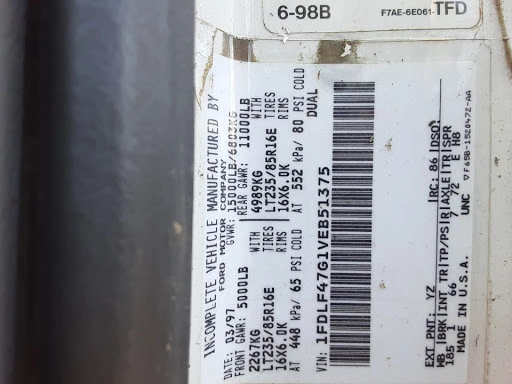 6-98B
F7AE-6E061-TFD
INCOMPLETE VEHICLE MANUFACTURED BY
FORD MOTOR COMPANY
DATE: 03/97 GVWR: 15000LB/6803KG
FRONT GAWR: 5000LB REAR GAWR: 11000LB
2267KG WITH 4989KG WITH
LT235/85R16E TIRES LT235/85R16E TIRES
16X6.0K RIMS 16X6.0K RIMS
AT 448 kPa/ 65 PSI COLD AT 552 kPa/ 80 PSI COLD
DUAL
VIN: 1FDLF47G1VEB51375
EXT. PNT: YZ RC: 86 DSO:
WB BRK INT TR TP/PS R AXLE TR SPR
185 1 66 7 72 E H8
MADE IN U.S.A. UNC